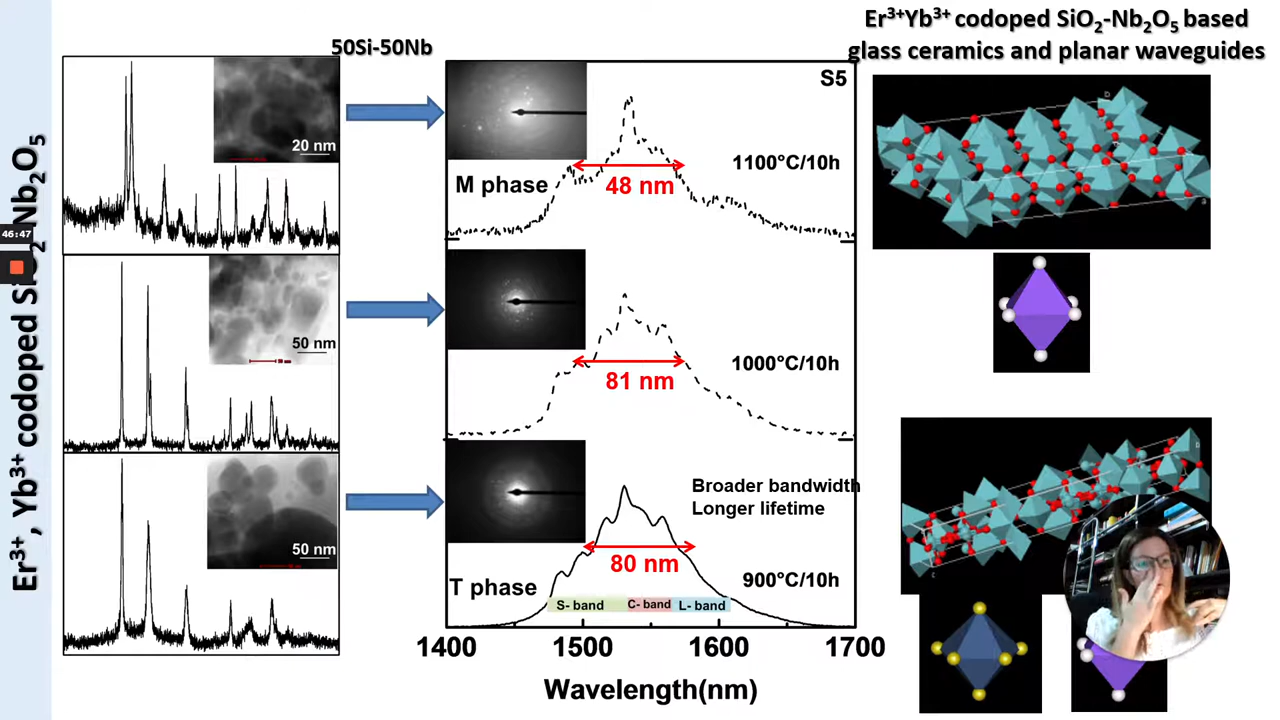 Er³⁺Yb³⁺ codoped SiO₂-Nb₂O₅ based
glass ceramics and planar waveguides
Er³⁺, Yb³⁺ codoped SiO₂-Nb₂O₅
46:47
50Si-50Nb
20 nm
50 nm
50 nm
S5
1100°C/10h
M phase
48 nm
1000°C/10h
81 nm
Broader bandwidth
Longer lifetime
80 nm
900°C/10h
T phase
S- band
C- band
L- band
1400
1500
1600
1700
Wavelength(nm)